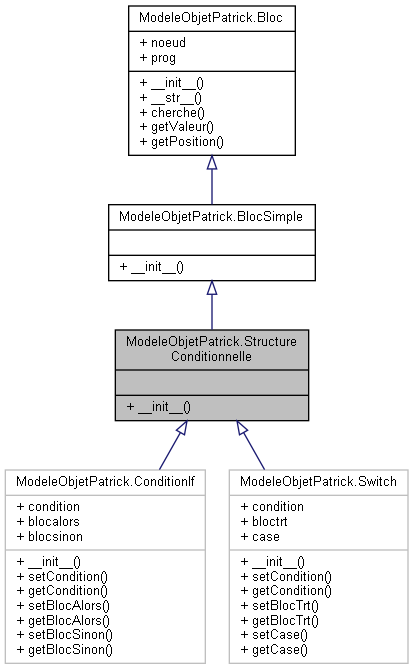 ModeleObjetPatrick.Bloc
+ noeud
+ prog
+ __init__()
+ __str__()
+ cherche()
+ getValeur()
+ getPosition()
ModeleObjetPatrick.BlocSimple
+ __init__()
ModeleObjetPatrick.Structure
Conditionnelle
+ __init__()
ModeleObjetPatrick.ConditionIf
+ condition
+ blocalors
+ blocsinon
+ __init__()
+ setCondition()
+ getCondition()
+ setBlocAlors()
+ getBlocAlors()
+ setBlocSinon()
+ getBlocSinon()
ModeleObjetPatrick.Switch
+ condition
+ bloctrt
+ case
+ __init__()
+ setCondition()
+ getCondition()
+ setBlocTrt()
+ getBlocTrt()
+ setCase()
+ getCase()